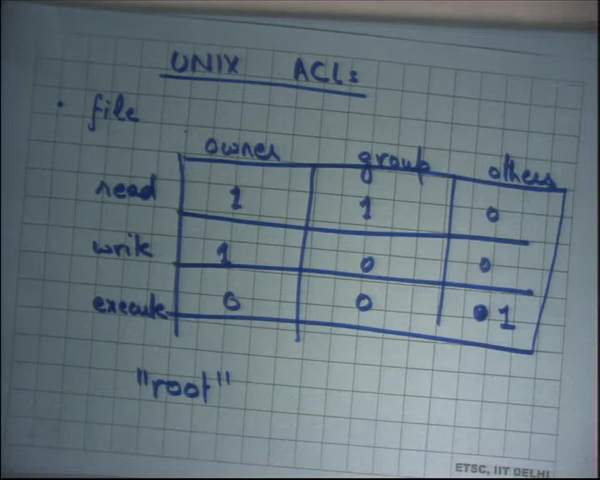 UNIX ACLs
• file
owner group others
read 1 1 0
write 1 0 0
execute 0 0 1
"root"
ETSC, IIT DELHI